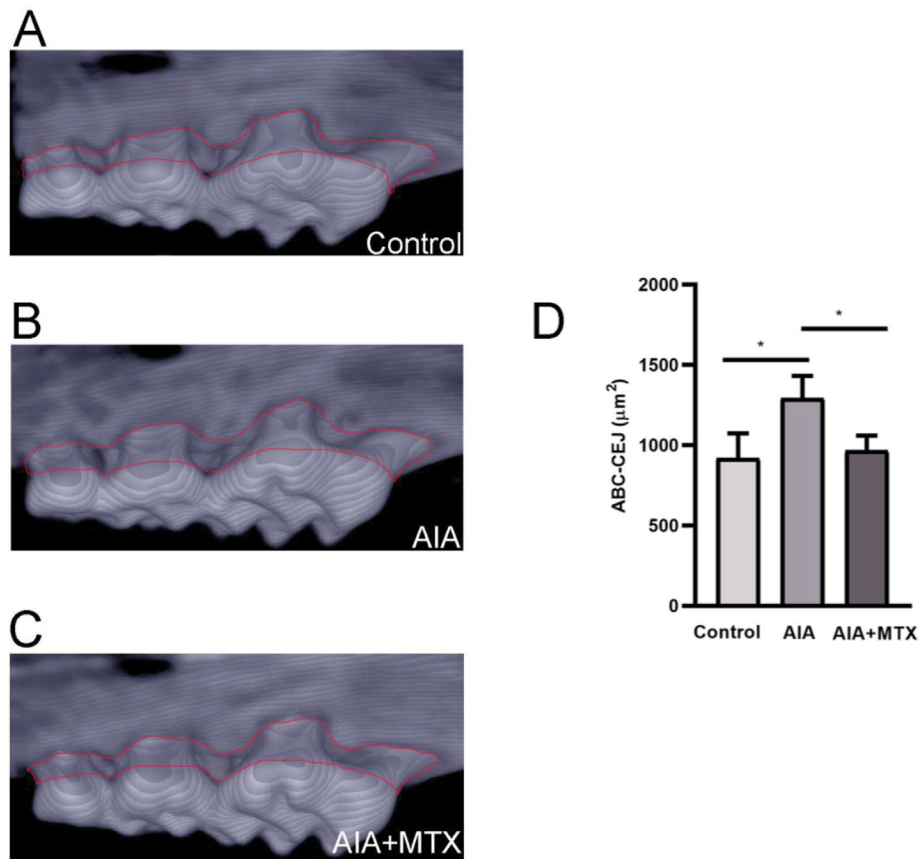 A
Control
B
AIA
C
AIA+MTX
D
2000
1500
1000
500
0
ABC-CEJ (µm²)
*
*
Control AIA AIA+MTX